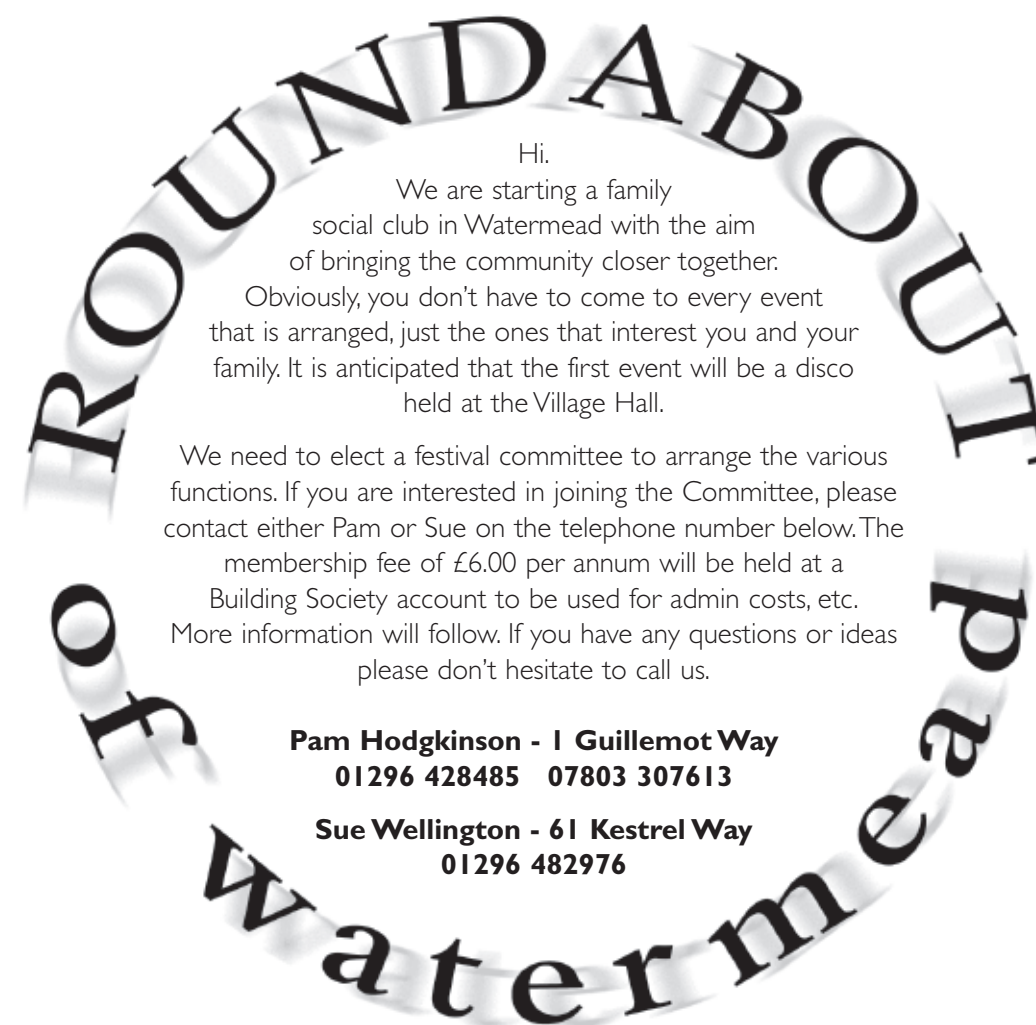 ROUNDABOUT
Hi.
We are starting a family
social club in Watermead with the aim
of bringing the community closer together.
Obviously, you don't have to come to every event
that is arranged, just the ones that interest you and your
family. It is anticipated that the first event will be a disco
held at the Village Hall.
We need to elect a festival committee to arrange the various
functions. If you are interested in joining the Committee, please
contact either Pam or Sue on the telephone number below. The
membership fee of £6.00 per annum will be held at a
Building Society account to be used for admin costs, etc.
More information will follow. If you have any questions or ideas
please don't hesitate to call us.
Pam Hodgkinson - 1 Guillemot Way
01296 428485 07803 307613
Sue Wellington - 61 Kestrel Way
01296 482976
of watermead